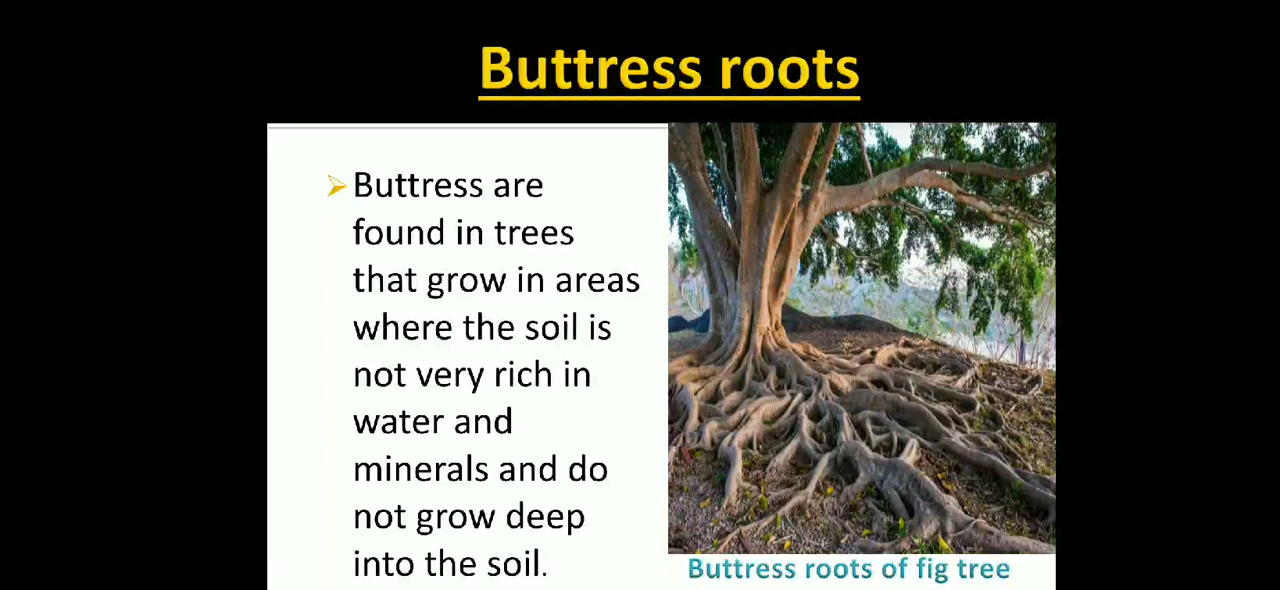 Buttress roots
➢ Buttress are
found in trees
that grow in areas
where the soil is
not very rich in
water and
minerals and do
not grow deep
into the soil.
Buttress roots of fig tree